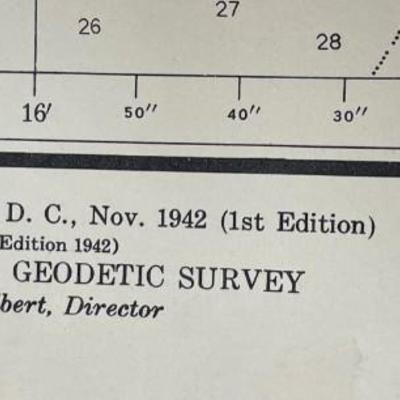 27
26
28
16′ 50″ 40″ 30″
D. C., Nov. 1942 (1st Edition)
Edition 1942)
GEODETIC SURVEY
bert, Director